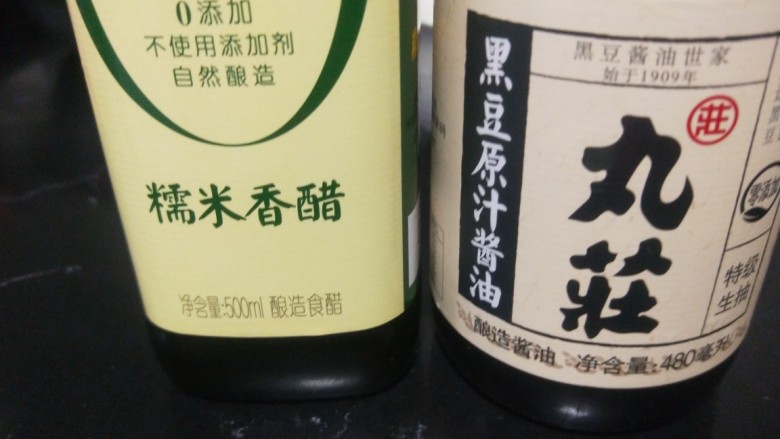 0添加
不使用添加剂
自然酿造
糯米香醋
净含量:500ml 酿造食醋
黑豆酱油世家
始于1909年
莊
黑豆原汁酱油
丸莊
零添加
特级
生抽
酿造酱油 净含量:480毫升